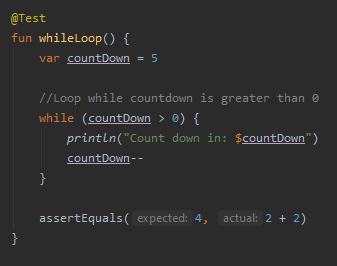 @Test
fun whileLoop() {
var countDown = 5
//Loop while countdown is greater than 0
while (countDown > 0) {
println("Count down in: $countDown")
countDown--
}
assertEquals( expected: 4, actual: 2 + 2)
}